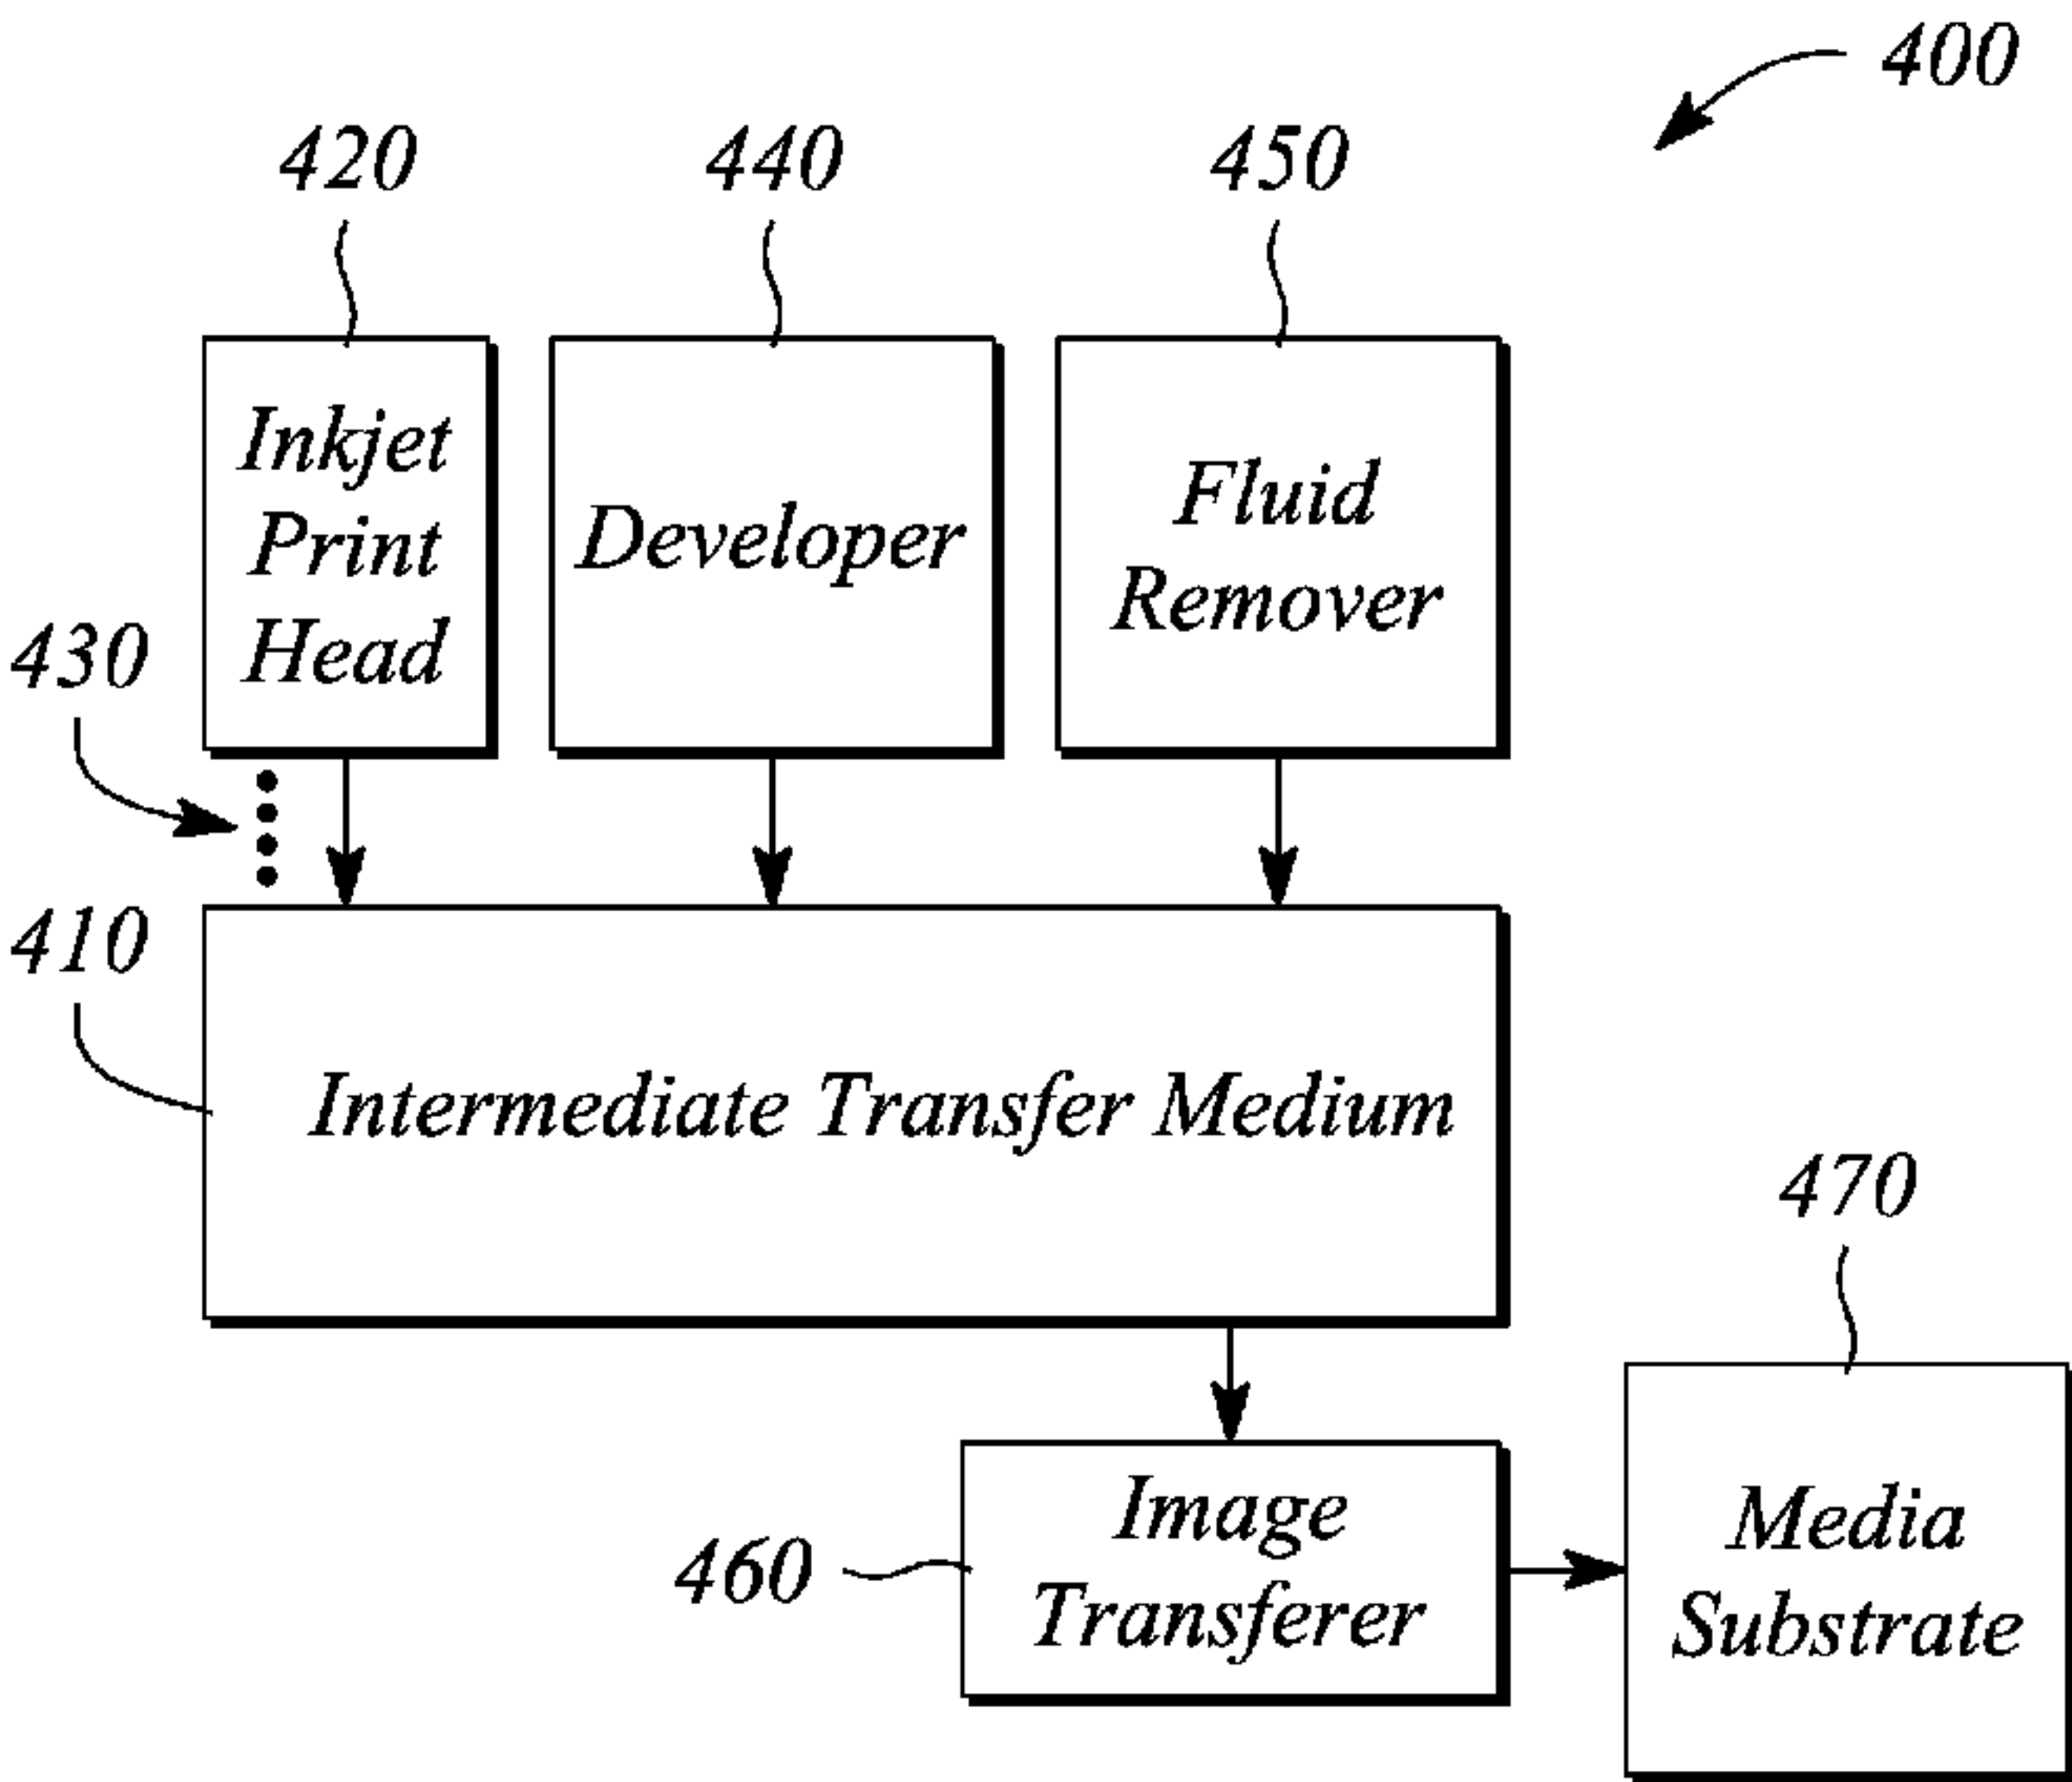 400
420
440
450
Inkjet
Print
Head
Developer
Fluid
Remover
430
410
Intermediate Transfer Medium
470
460
Image
Transferer
Media
Substrate